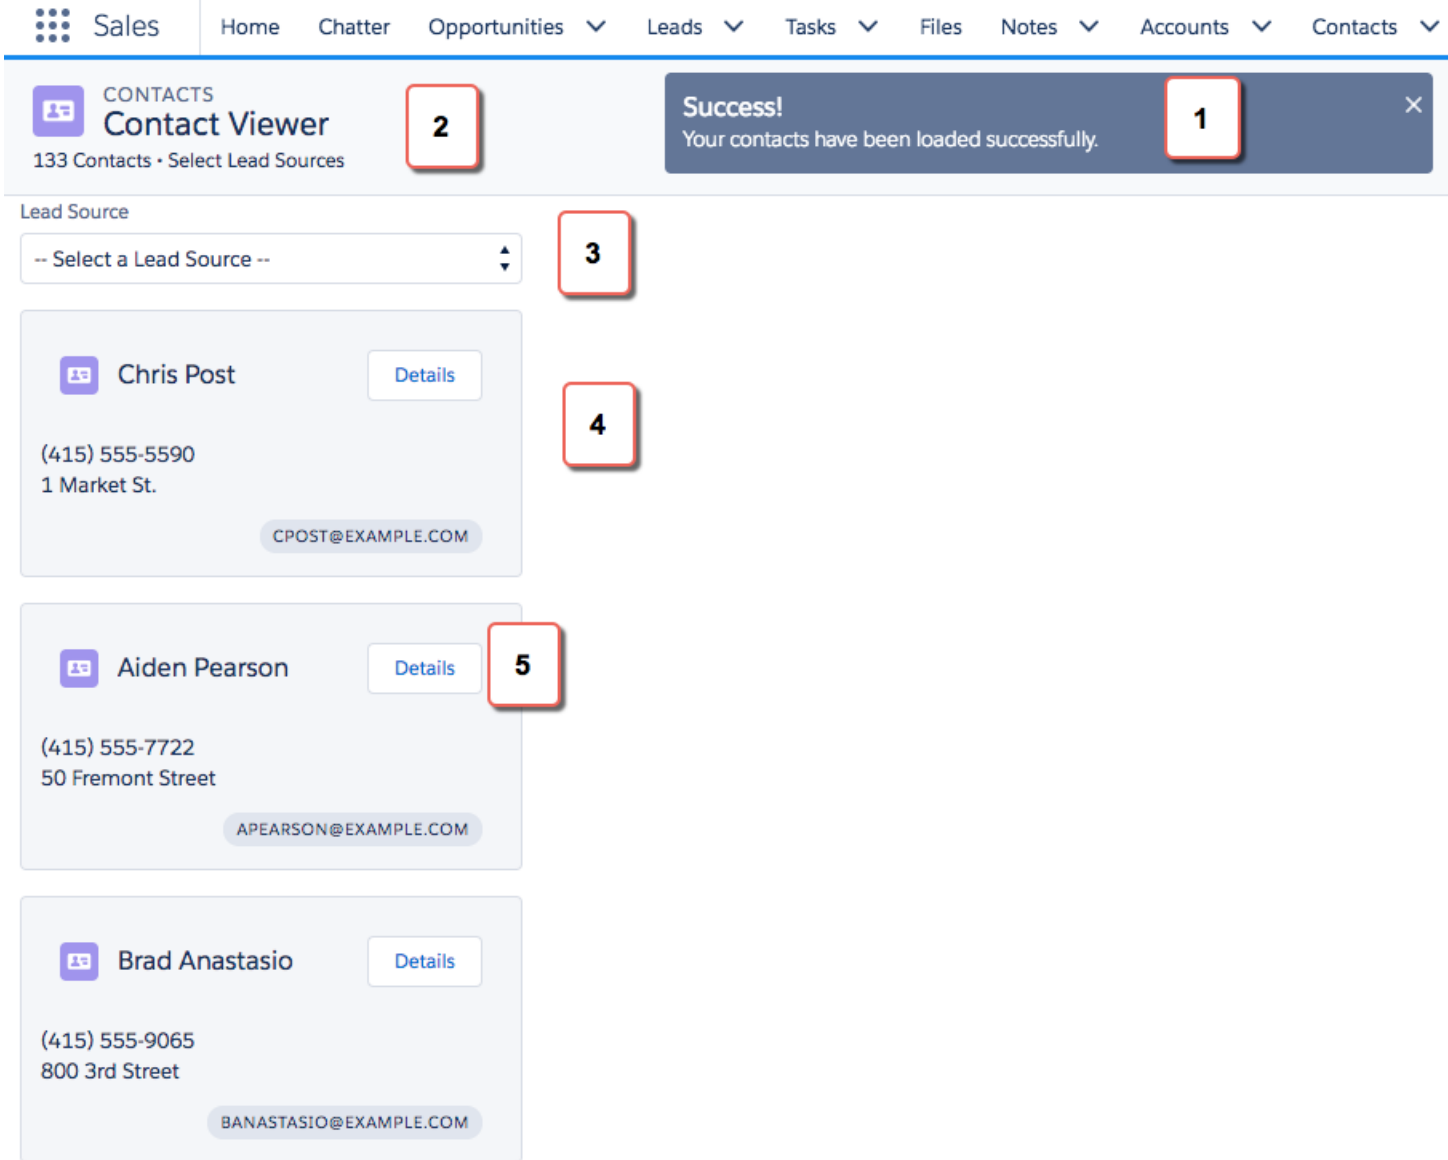 Sales Home Chatter Opportunities Leads Tasks Files Notes Accounts Contacts
CONTACTS
Contact Viewer
133 Contacts • Select Lead Sources
2
Success!
Your contacts have been loaded successfully.
1
Lead Source
-- Select a Lead Source --
3
Chris Post Details
4
(415) 555-5590
1 Market St.
CPOST@EXAMPLE.COM
Aiden Pearson Details
5
(415) 555-7722
50 Fremont Street
APEARSON@EXAMPLE.COM
Brad Anastasio Details
(415) 555-9065
800 3rd Street
BANASTASIO@EXAMPLE.COM